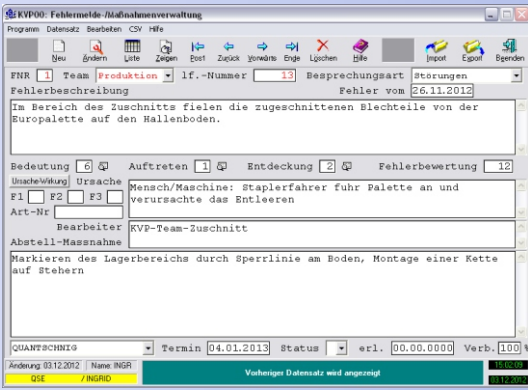 KVP00: Fehlermelde-/Maßnahmenverwaltung
Programm Datensatz Bearbeiten CSV Hilfe
Neu Ändern Liste Zeigen Post Zurück Vorwärts Ende Löschen Hilfe Import Export Beenden
FNR 1 Team Produktion lf.-Nummer 13 Besprechungsart Störungen
Fehlerbeschreibung Fehler vom 26.11.2012
Im Bereich des Zuschnitts fielen die zugeschnittenen Blechteile von der
Europalette auf den Hallenboden.
Bedeutung 6 Auftreten 1 Entdeckung 2 Fehlerbewertung 12
Ursache-Wirkung Ursache
F1 F2 F3
Art-Nr
Mensch/Maschine: Staplerfahrer fuhr Palette an und
verursachte das Entleeren
Bearbeiter KVP-Team-Zuschnitt
Abstell-Massnahme
Markieren des Lagerbereichs durch Sperrlinie am Boden, Montage einer Kette
auf Stehern
QUANTSCHNIG Termin 04.01.2013 Status erl. 00.00.0000 Verb. 100 %
Änderung: 03.12.2012 Name: INGR
QSE / INGRID
Vorheriger Datensatz wird angezeigt
15:02:09
03.12.2012